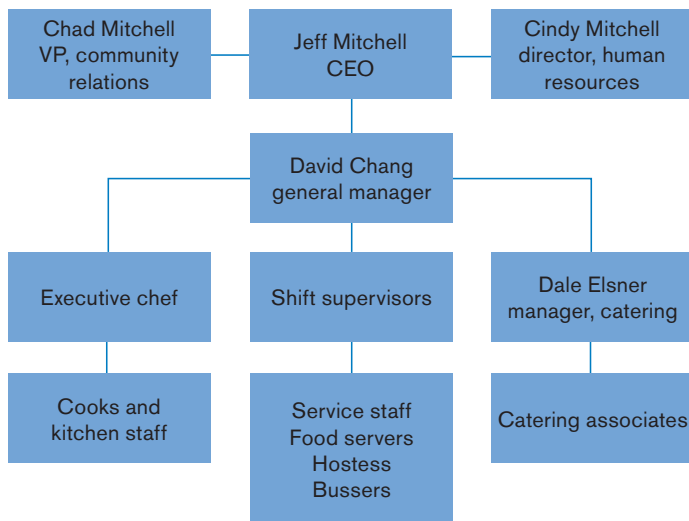 Chad Mitchell
VP, community
relations
Jeff Mitchell
CEO
Cindy Mitchell
director, human
resources
David Chang
general manager
Executive chef
Shift supervisors
Dale Elsner
manager, catering
Cooks and
kitchen staff
Service staff
Food servers
Hostess
Bussers
Catering associates